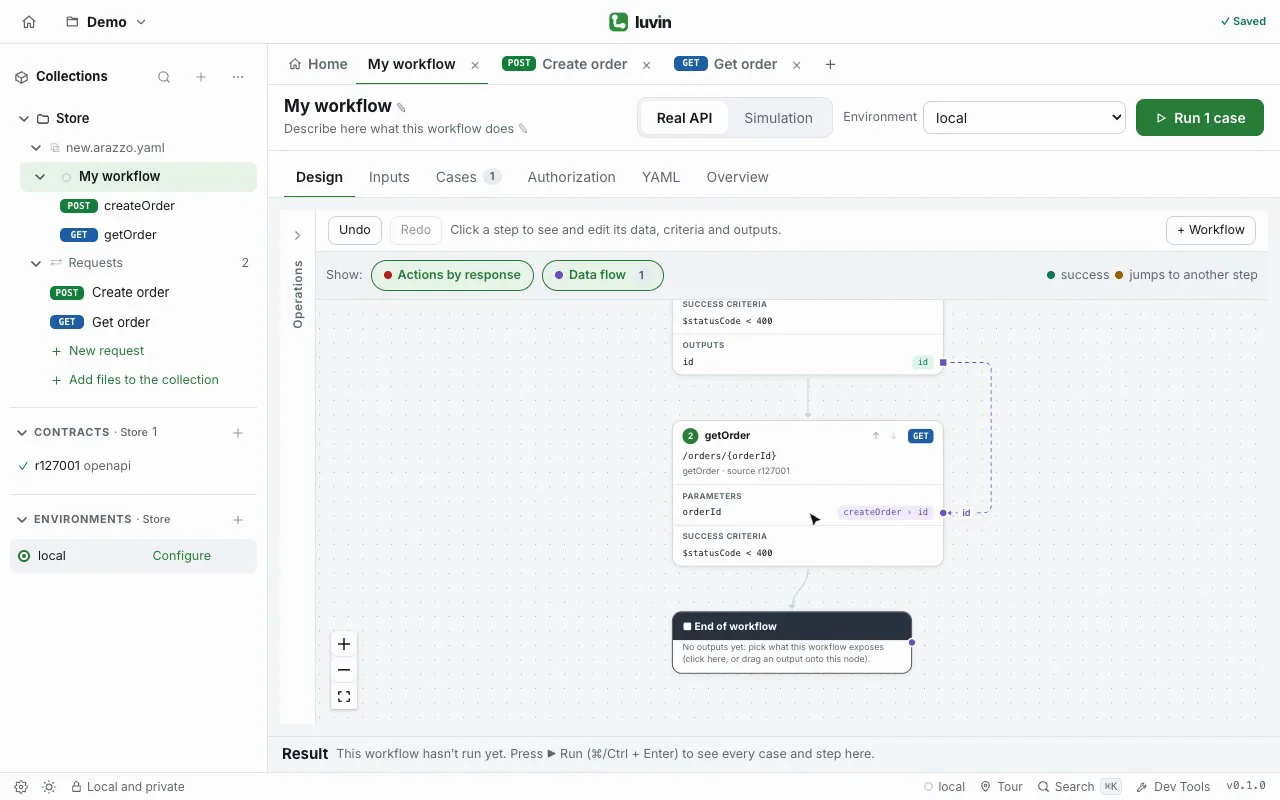 Demo
luvin
✓ Saved
Collections
Home
My workflow
POST Create order
GET Get order
Store
new.arazzo.yaml
My workflow
POST createOrder
GET getOrder
Requests 2
POST Create order
GET Get order
+ New request
+ Add files to the collection
CONTRACTS · Store 1
✓ r127001 openapi
ENVIRONMENTS · Store
local Configure
My workflow
Describe here what this workflow does
Real API
Simulation
Environment
local
Run 1 case
Design
Inputs
Cases 1
Authorization
YAML
Overview
Operations
Undo
Redo
Click a step to see and edit its data, criteria and outputs.
+ Workflow
Show:
Actions by response
Data flow 1
success
jumps to another step
SUCCESS CRITERIA
$statusCode < 400
OUTPUTS
id id
2 getOrder ↑ ↓ GET
/orders/{orderId}
getOrder · source r127001
PARAMETERS
orderId createOrder › id
id
SUCCESS CRITERIA
$statusCode < 400
End of workflow
No outputs yet: pick what this workflow exposes
(click here, or drag an output onto this node).
Result This workflow hasn't run yet. Press ▶ Run (⌘/Ctrl + Enter) to see every case and step here.
Local and private
local
Tour
Search ⌘K
Dev Tools
v0.1.0